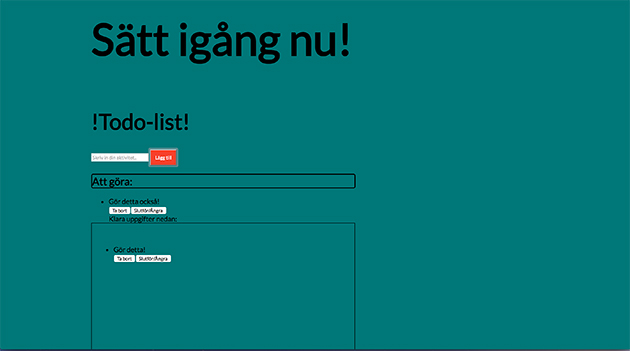 Sätt igång nu!
!Todo-list!
Skriv in din aktivitet... Lägg till
Att göra:
Gör detta också!
Ta bort Slutför/Ångra
Klara uppgifter nedan:
Gör detta!
Ta bort Slutför/Ångra